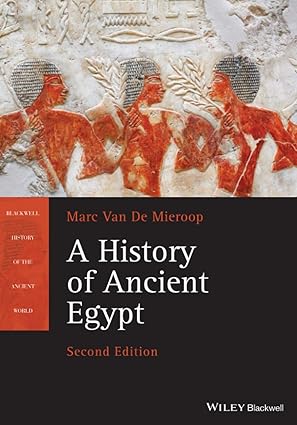 Marc Van De Mieroop
A History
of Ancient
Egypt
Second Edition
BLACKWELL
HISTORY
OF THE
ANCIENT
WORLD
WILEY Blackwell